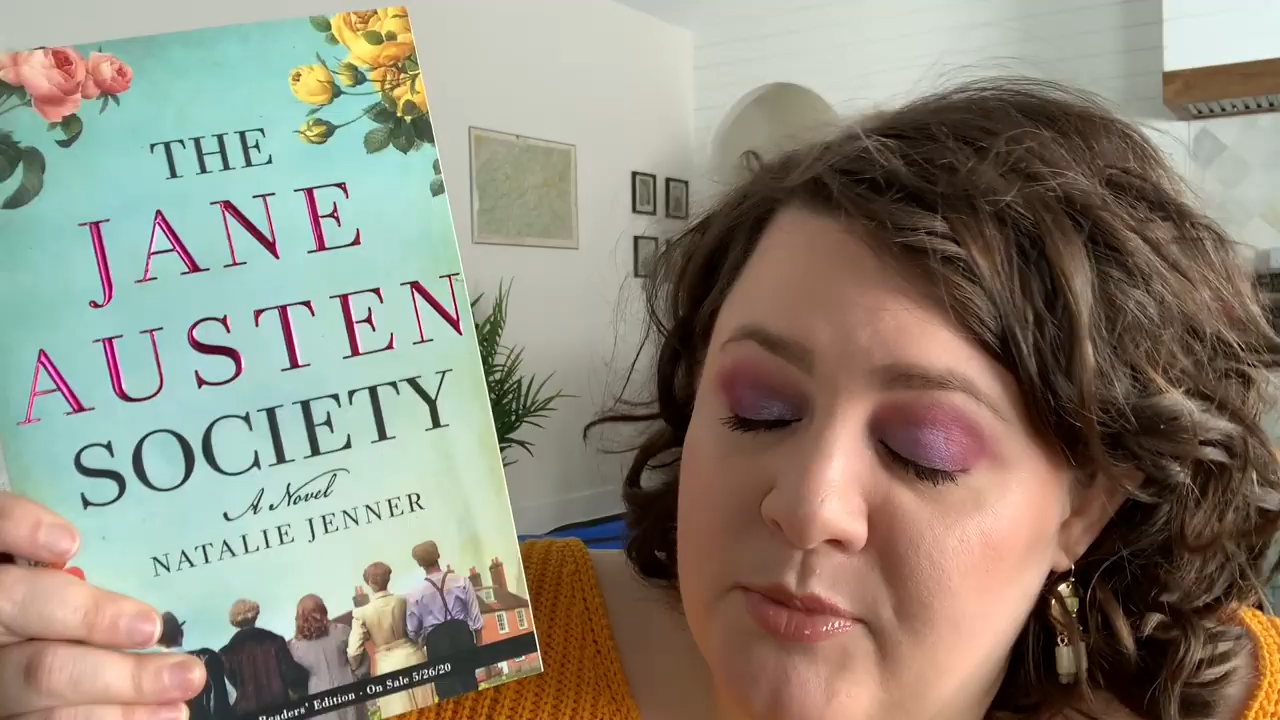 THE
JANE
AUSTEN
SOCIETY
A Novel
NATALIE JENNER
Readers' Edition · On Sale 5/26/20